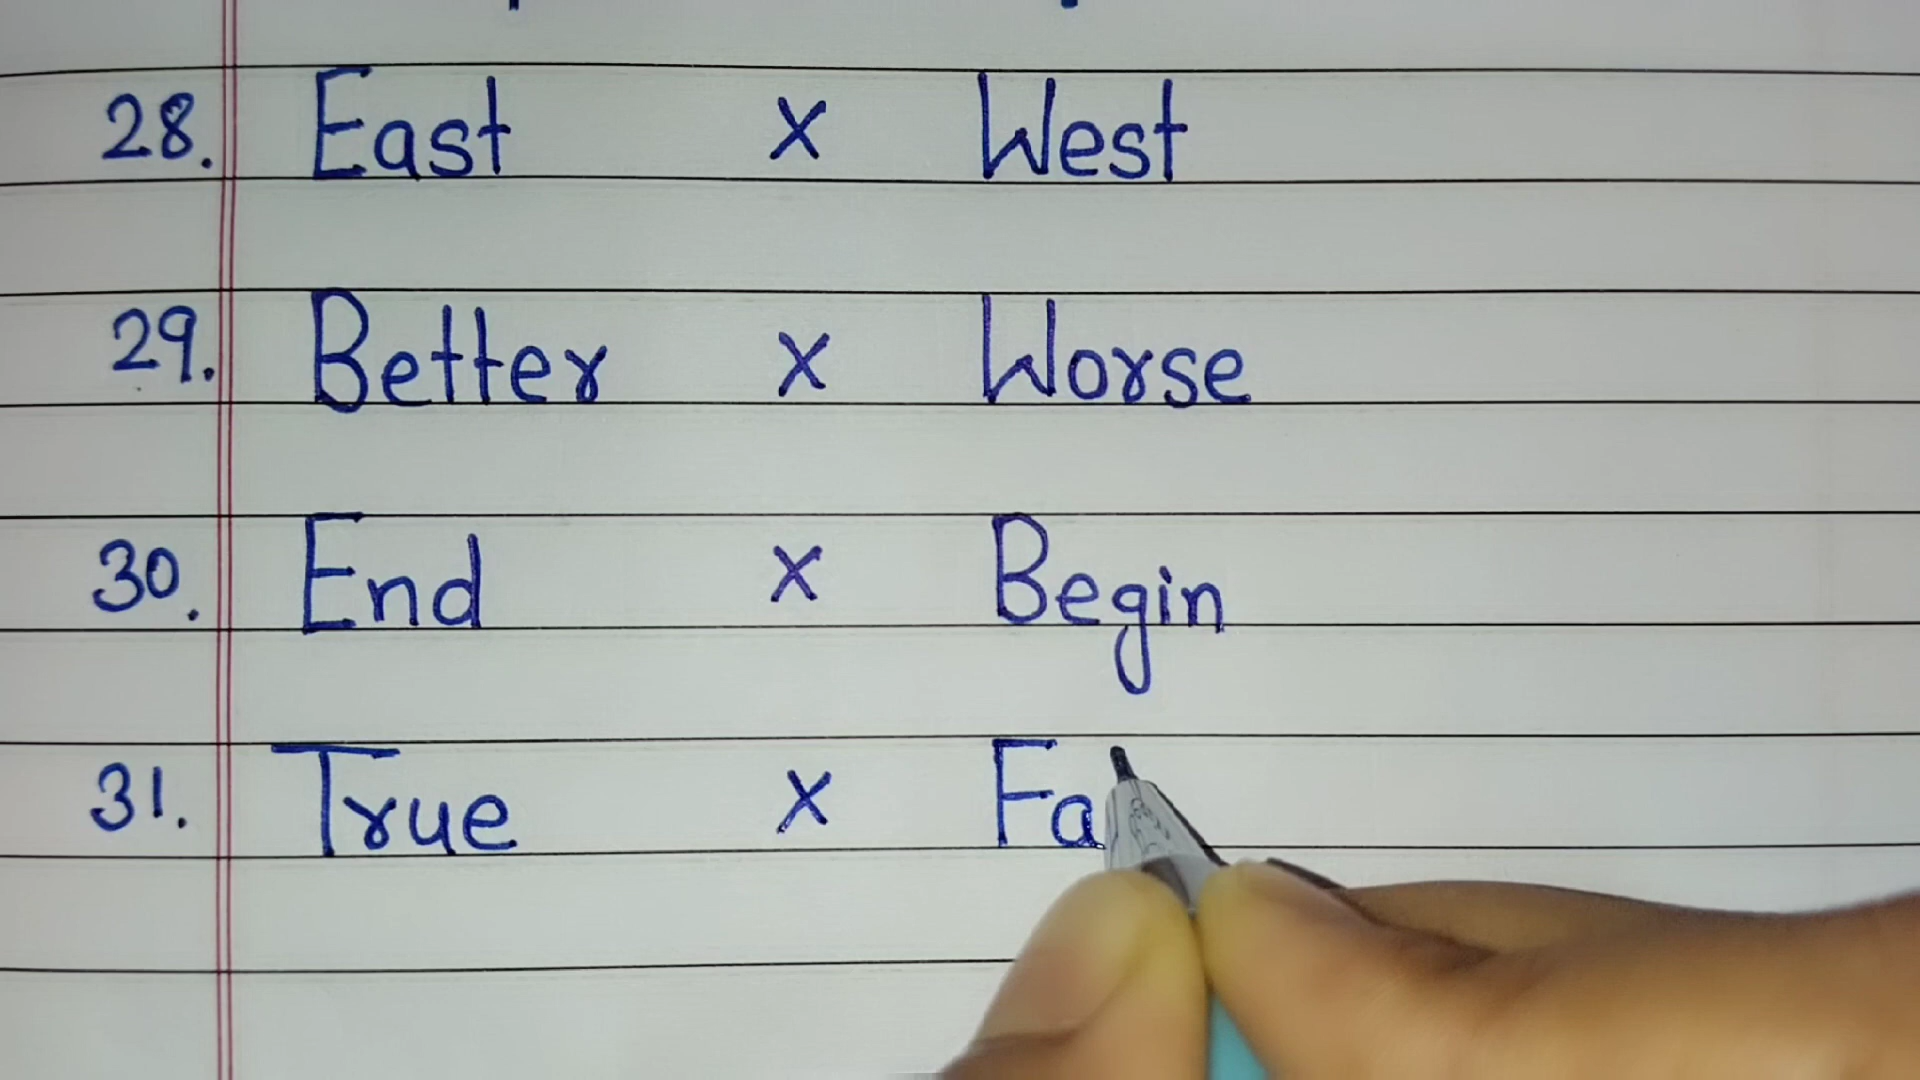 28. East x West
29. Better x Worse
30. End x Begin
31. True x Fa